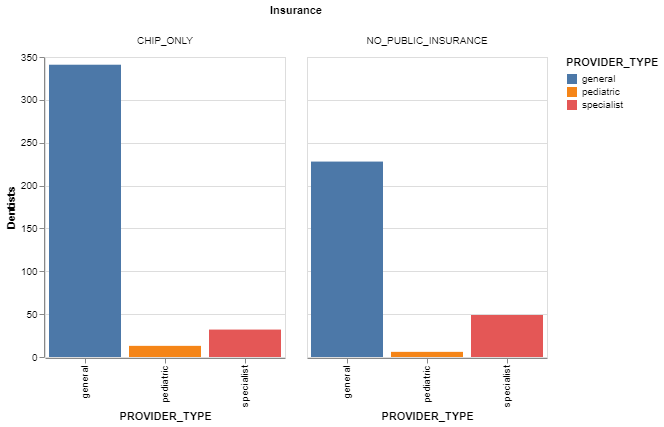 Insurance
CHIP_ONLY
NO_PUBLIC_INSURANCE
PROVIDER_TYPE
general
pediatric
specialist
Dentists
350
300
250
200
150
100
50
0
general
pediatric
specialist
general
pediatric
specialist
PROVIDER_TYPE
PROVIDER_TYPE